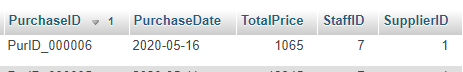 PurchaseID 1 PurchaseDate TotalPrice StaffID SupplierID
PurID_000006 2020-05-16 1065 7 1